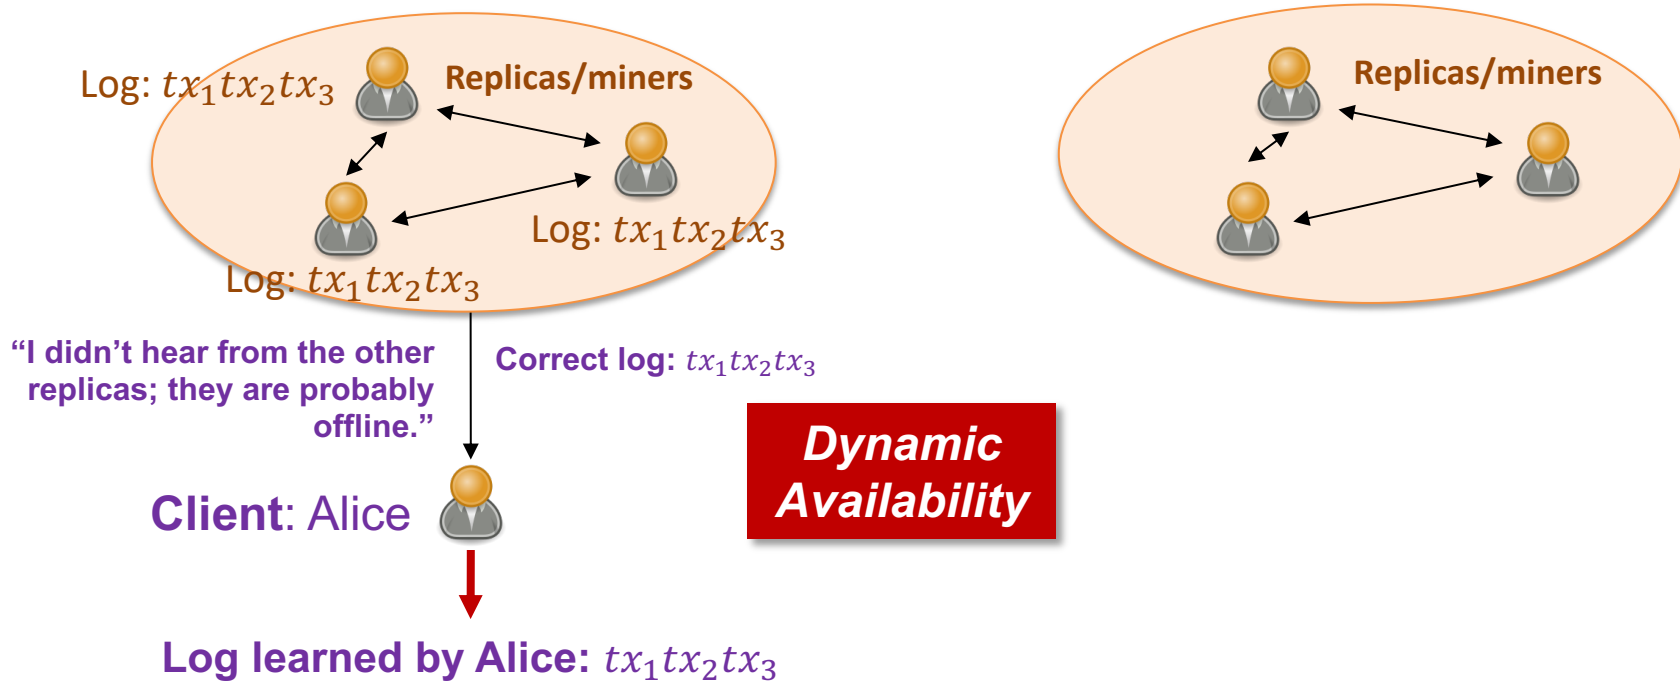 Log: tx₁tx₂tx₃
Replicas/miners
Log: tx₁tx₂tx₃
Log: tx₁tx₂tx₃
Replicas/miners
“I didn’t hear from the other
replicas; they are probably
offline.”
Correct log: tx₁tx₂tx₃
Dynamic
Availability
Client: Alice
Log learned by Alice: tx₁tx₂tx₃